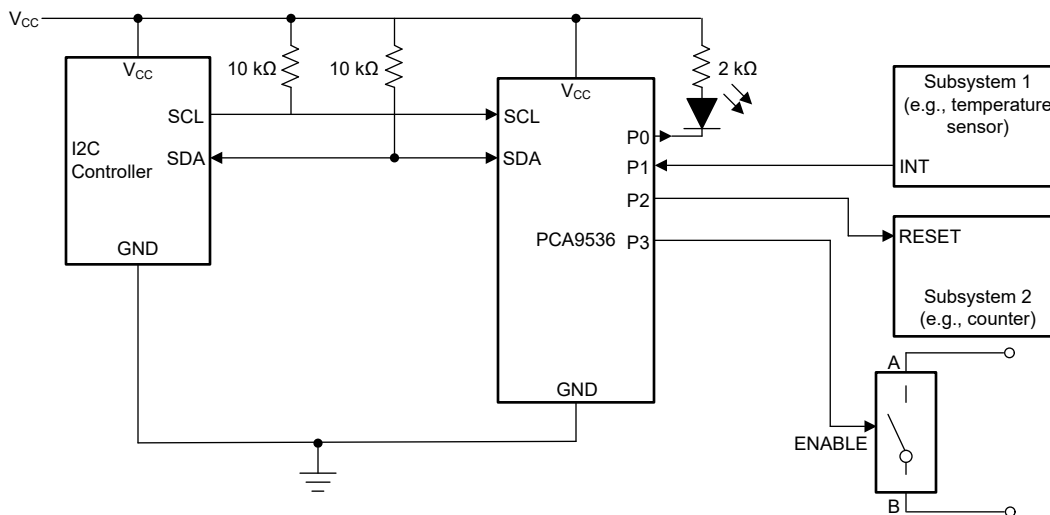 VCC
10 kΩ
10 kΩ
2 kΩ
VCC
SCL
I2C
Controller
SDA
GND
VCC
SCL
SDA
P0
P1
P2
PCA9536 P3
GND
Subsystem 1
(e.g., temperature
sensor)
INT
RESET
Subsystem 2
(e.g., counter)
A
ENABLE
B